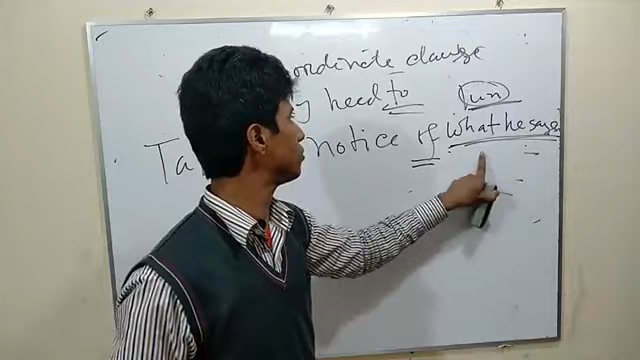 ordinate clause
y heed to
Ta notice of what he says